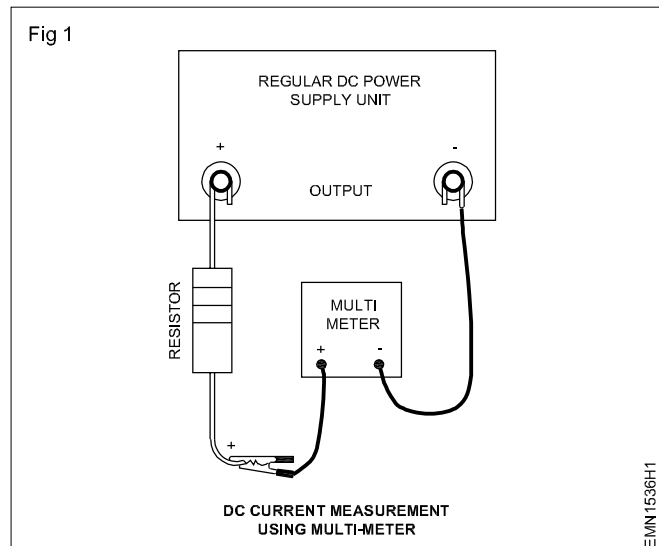 Fig 1
REGULAR DC POWER
SUPPLY UNIT
+
-
OUTPUT
RESISTOR
MULTI
METER
+
-
+
DC CURRENT MEASUREMENT
USING MULTI-METER
EMN1536H1